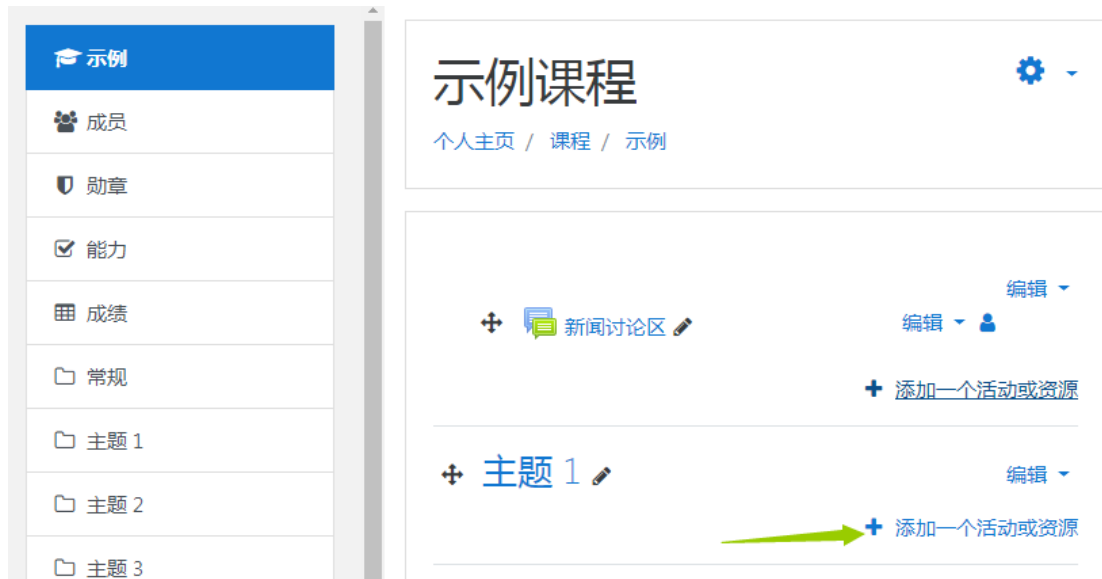 示例
成员
勋章
能力
成绩
常规
主题 1
主题 2
主题 3
示例课程
个人主页 / 课程 / 示例
编辑
新闻讨论区 编辑
添加一个活动或资源
主题 1 编辑
添加一个活动或资源